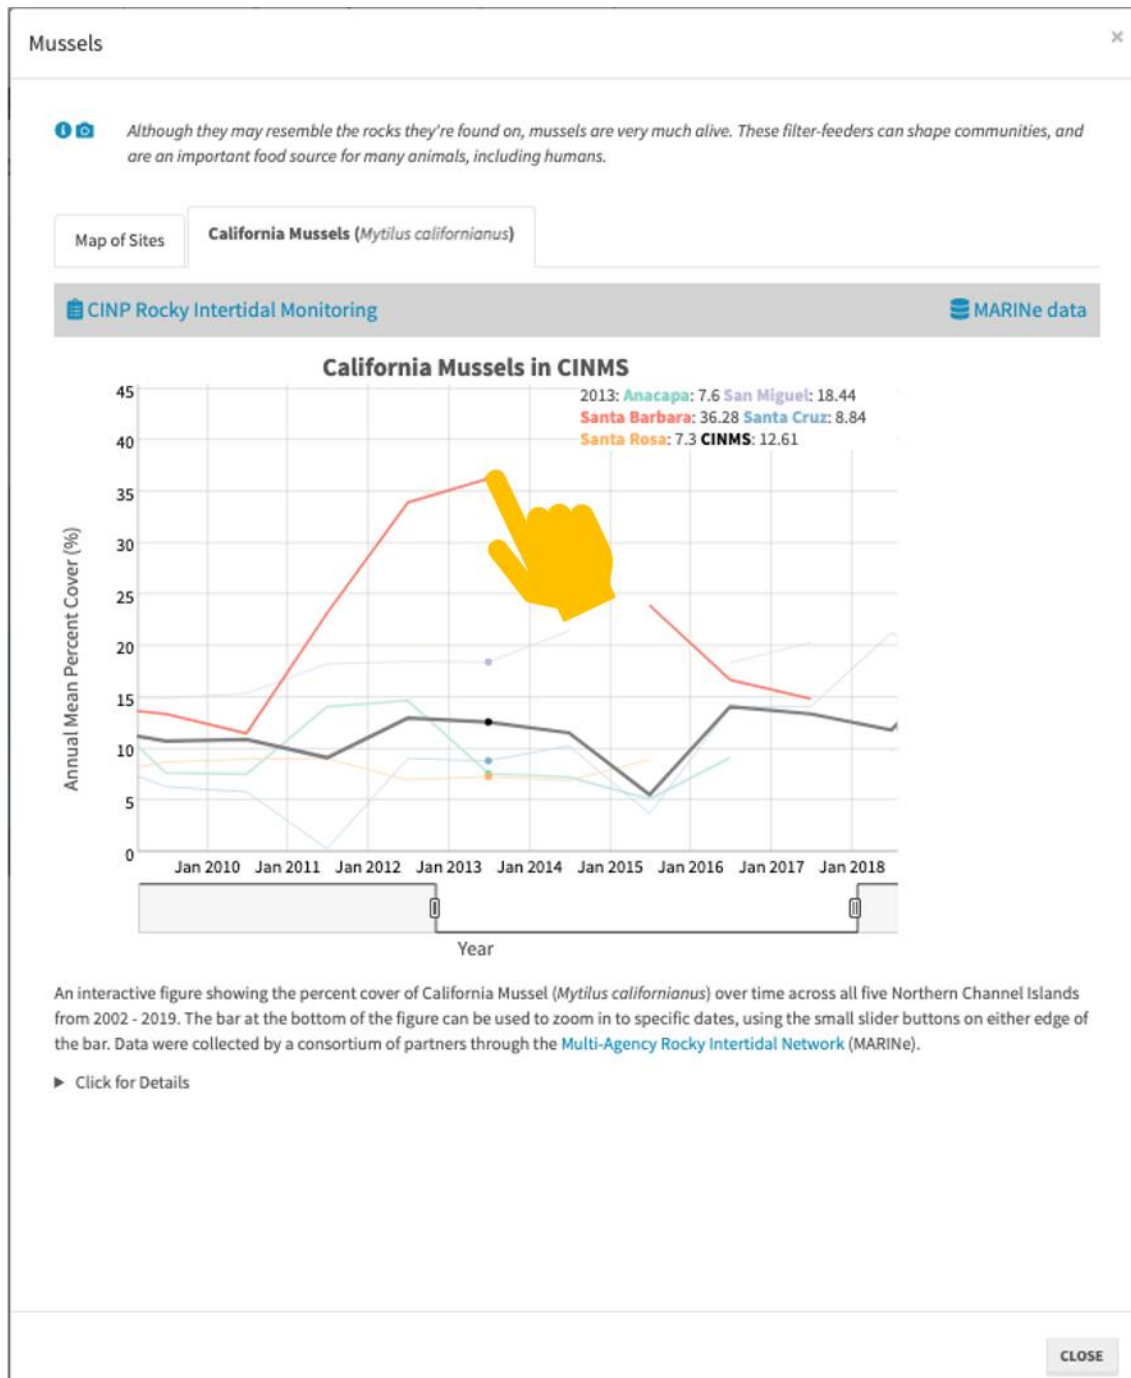 Mussels
×
Although they may resemble the rocks they're found on, mussels are very much alive. These filter-feeders can shape communities, and
are an important food source for many animals, including humans.
Map of Sites
California Mussels (Mytilus californianus)
CINP Rocky Intertidal Monitoring
MARINe data
California Mussels in CINMS
2013: Anacapa: 7.6 San Miguel: 18.44
Santa Barbara: 36.28 Santa Cruz: 8.84
Santa Rosa: 7.3 CINMS: 12.61
Annual Mean Percent Cover (%)
45
40
35
30
25
20
15
10
5
0
Jan 2010 Jan 2011 Jan 2012 Jan 2013 Jan 2014 Jan 2015 Jan 2016 Jan 2017 Jan 2018
Year
An interactive figure showing the percent cover of California Mussel (Mytilus californianus) over time across all five Northern Channel Islands
from 2002 - 2019. The bar at the bottom of the figure can be used to zoom in to specific dates, using the small slider buttons on either edge of
the bar. Data were collected by a consortium of partners through the Multi-Agency Rocky Intertidal Network (MARINe).
► Click for Details
CLOSE